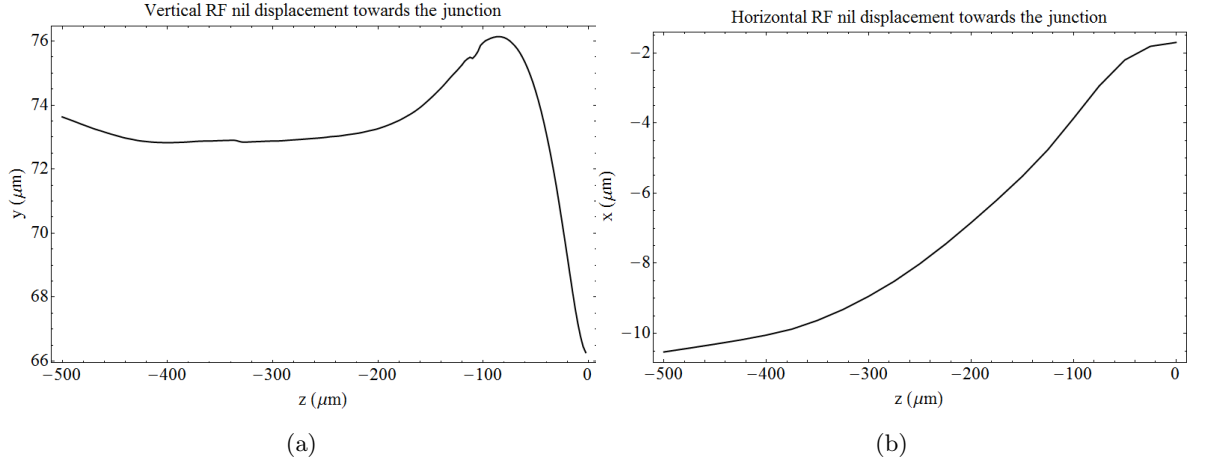 Vertical RF nil displacement towards the junction
76
74
72
70
68
66
y (μm)
−500
−400
−300
−200
−100
0
z (μm)
(a)
Horizontal RF nil displacement towards the junction
−2
−4
−6
−8
−10
x (μm)
−500
−400
−300
−200
−100
0
z (μm)
(b)